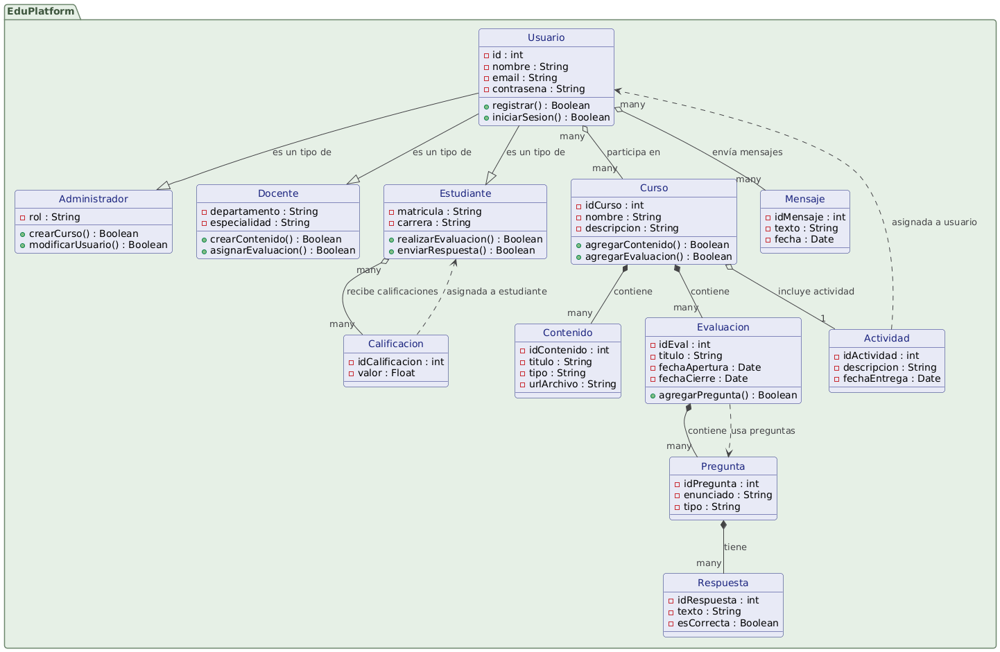 EduPlatform
Usuario
id : int
nombre : String
email : String
contrasena : String
registrar() : Boolean
iniciarSesion() : Boolean
many
many
es un tipo de
es un tipo de
es un tipo de
participa en
envía mensajes
many
many
asignada a usuario
Administrador
rol : String
crearCurso() : Boolean
modificarUsuario() : Boolean
Docente
departamento : String
especialidad : String
crearContenido() : Boolean
asignarEvaluacion() : Boolean
Estudiante
matricula : String
carrera : String
realizarEvaluacion() : Boolean
enviarRespuesta() : Boolean
Curso
idCurso : int
nombre : String
descripcion : String
agregarContenido() : Boolean
agregarEvaluacion() : Boolean
Mensaje
idMensaje : int
texto : String
fecha : Date
many
recibe calificaciones
asignada a estudiante
contiene
contiene
incluye actividad
many
many
many
1
Calificacion
idCalificacion : int
valor : Float
Contenido
idContenido : int
titulo : String
tipo : String
urlArchivo : String
Evaluacion
idEval : int
titulo : String
fechaApertura : Date
fechaCierre : Date
agregarPregunta() : Boolean
Actividad
idActividad : int
descripcion : String
fechaEntrega : Date
contiene
usa preguntas
many
Pregunta
idPregunta : int
enunciado : String
tipo : String
tiene
many
Respuesta
idRespuesta : int
texto : String
esCorrecta : Boolean